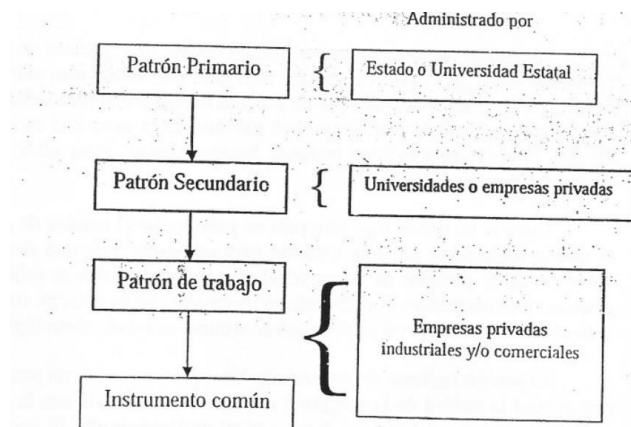 Administrado por
Patrón Primario
Estado o Universidad Estatal
Patrón Secundario
Universidades o empresas privadas
Patrón de trabajo
Empresas privadas
industriales y/o comerciales
Instrumento común